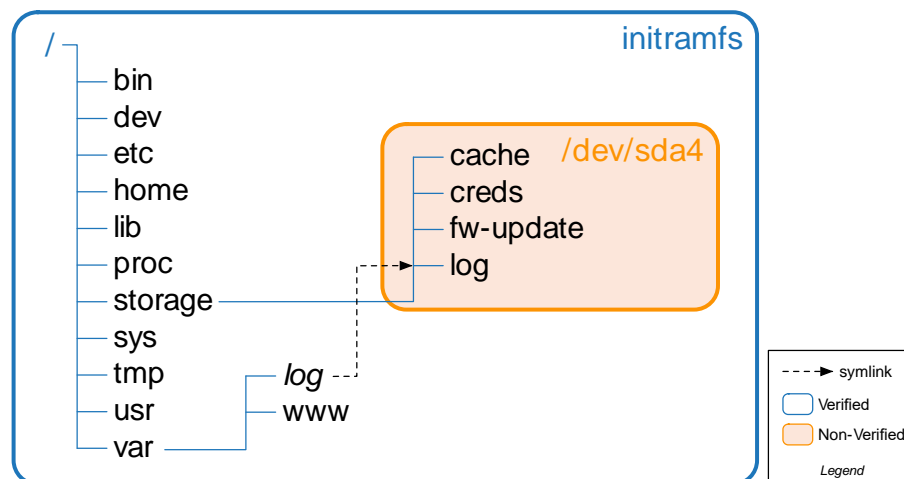 /
initramfs
bin
dev
etc
home
lib
proc
storage
sys
tmp
usr
var
log
www
/dev/sda4
cache
creds
fw-update
log
symlink
Verified
Non-Verified
Legend